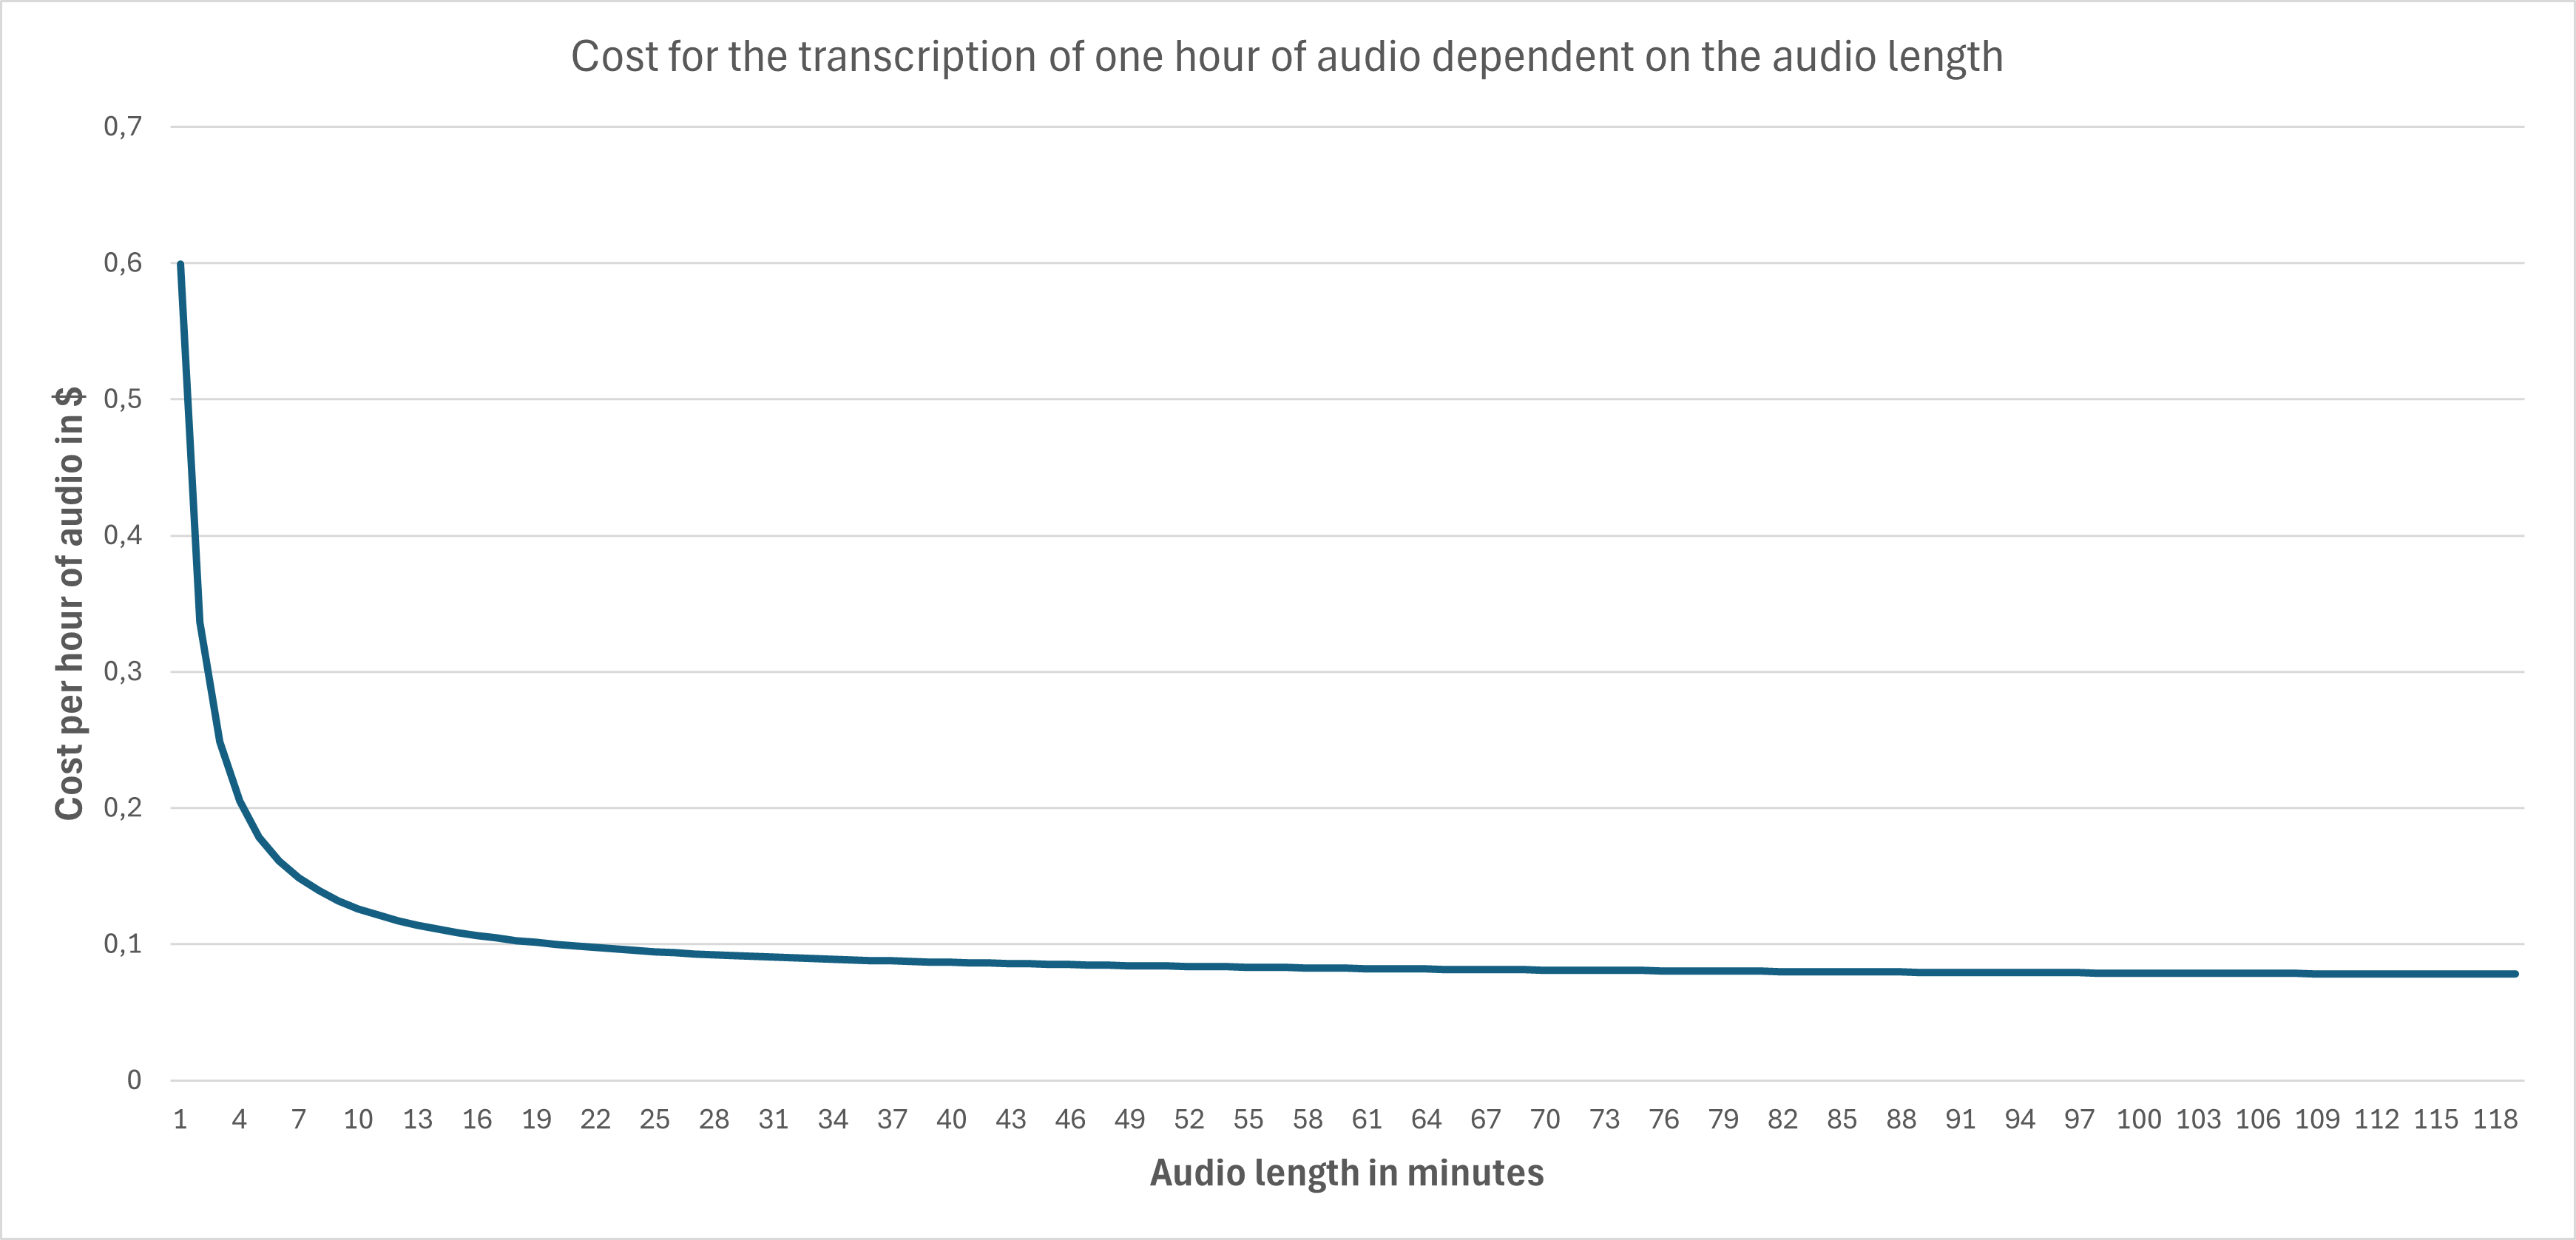 Cost for the transcription of one hour of audio dependent on the audio length
Cost per hour of audio in $
0,7
0,6
0,5
0,4
0,3
0,2
0,1
0
1 4 7 10 13 16 19 22 25 28 31 34 37 40 43 46 49 52 55 58 61 64 67 70 73 76 79 82 85 88 91 94 97 100 103 106 109 112 115 118
Audio length in minutes